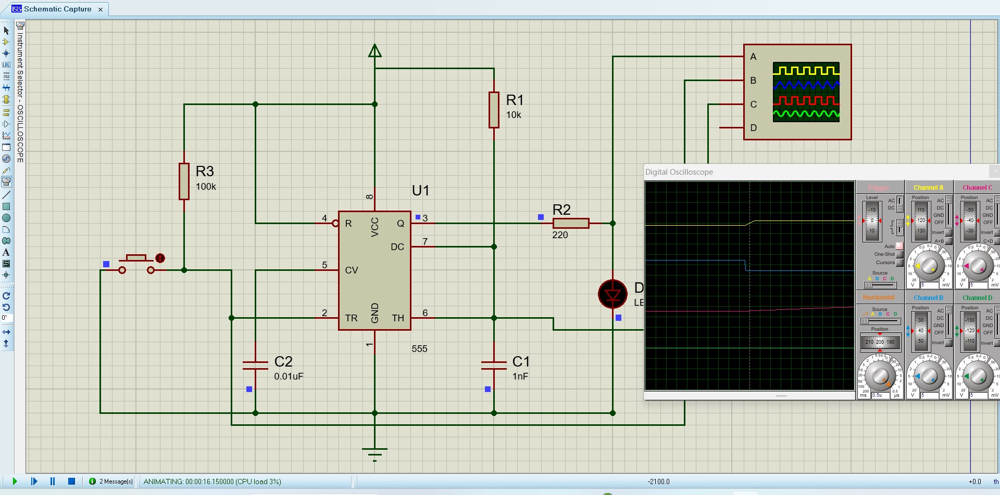 Schematic Capture
Instrument Selector - OSCILLOSCOPE
LBL
A
S
0°
R1
10k
R3
100k
U1
8
VCC
4
R
Q
3
DC
7
5
CV
2
TR
GND
TH
6
1
555
R2
220
C2
0.01uF
C1
1nF
D
LE
A
B
C
D
Digital Oscilloscope
Trigger
Level
AC
DC
-10
0
10
Auto
One-Shot
Cursors
Source
A B C D
Channel A
Position
AC
DC
GND
OFF
110
120
130
Invert
A+B
V
5
mV
Channel C
Position
AC
DC
GND
OFF
-50
-40
-30
Invert
C+D
V
5
mV
Horizontal
Source
A B C D
Position
210 200 190
ms
0.5u
µs
Channel B
Position
AC
DC
GND
OFF
30
40
50
Invert
V
5
mV
Channel D
Position
AC
DC
GND
OFF
-130
-120
-110
Invert
V
5
mV
2 Message(s)
ANIMATING: 00:00:16.150000 (CPU load 3%)
-2100.0
+0.0
th